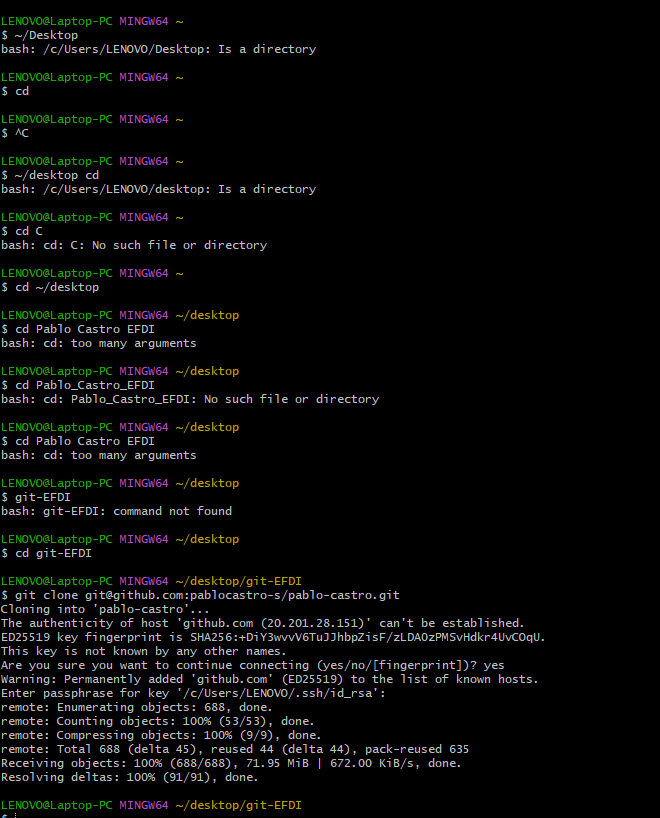 LENOVO@Laptop-PC MINGW64 ~
$ ~/Desktop
bash: /c/Users/LENOVO/Desktop: Is a directory
LENOVO@Laptop-PC MINGW64 ~
$ cd
LENOVO@Laptop-PC MINGW64 ~
$ ^C
LENOVO@Laptop-PC MINGW64 ~
$ ~/desktop cd
bash: /c/Users/LENOVO/desktop: Is a directory
LENOVO@Laptop-PC MINGW64 ~
$ cd C
bash: cd: C: No such file or directory
LENOVO@Laptop-PC MINGW64 ~
$ cd ~/desktop
LENOVO@Laptop-PC MINGW64 ~/desktop
$ cd Pablo Castro EFDI
bash: cd: too many arguments
LENOVO@Laptop-PC MINGW64 ~/desktop
$ cd Pablo_Castro_EFDI
bash: cd: Pablo_Castro_EFDI: No such file or directory
LENOVO@Laptop-PC MINGW64 ~/desktop
$ cd Pablo Castro EFDI
bash: cd: too many arguments
LENOVO@Laptop-PC MINGW64 ~/desktop
$ git-EFDI
bash: git-EFDI: command not found
LENOVO@Laptop-PC MINGW64 ~/desktop
$ cd git-EFDI
LENOVO@Laptop-PC MINGW64 ~/desktop/git-EFDI
$ git clone git@github.com:pablocastro-s/pablo-castro.git
Cloning into 'pablo-castro'...
The authenticity of host 'github.com (20.201.28.151)' can't be established.
ED25519 key fingerprint is SHA256:+DiY3wvvV6TuJJhbpZisF/zLDA0zPMSvHdkr4UvCOqU.
This key is not known by any other names.
Are you sure you want to continue connecting (yes/no/[fingerprint])? yes
Warning: Permanently added 'github.com' (ED25519) to the list of known hosts.
Enter passphrase for key '/c/Users/LENOVO/.ssh/id_rsa':
remote: Enumerating objects: 688, done.
remote: Counting objects: 100% (53/53), done.
remote: Compressing objects: 100% (9/9), done.
remote: Total 688 (delta 45), reused 44 (delta 44), pack-reused 635
Receiving objects: 100% (688/688), 71.95 MiB | 672.00 KiB/s, done.
Resolving deltas: 100% (91/91), done.
LENOVO@Laptop-PC MINGW64 ~/desktop/git-EFDI
$